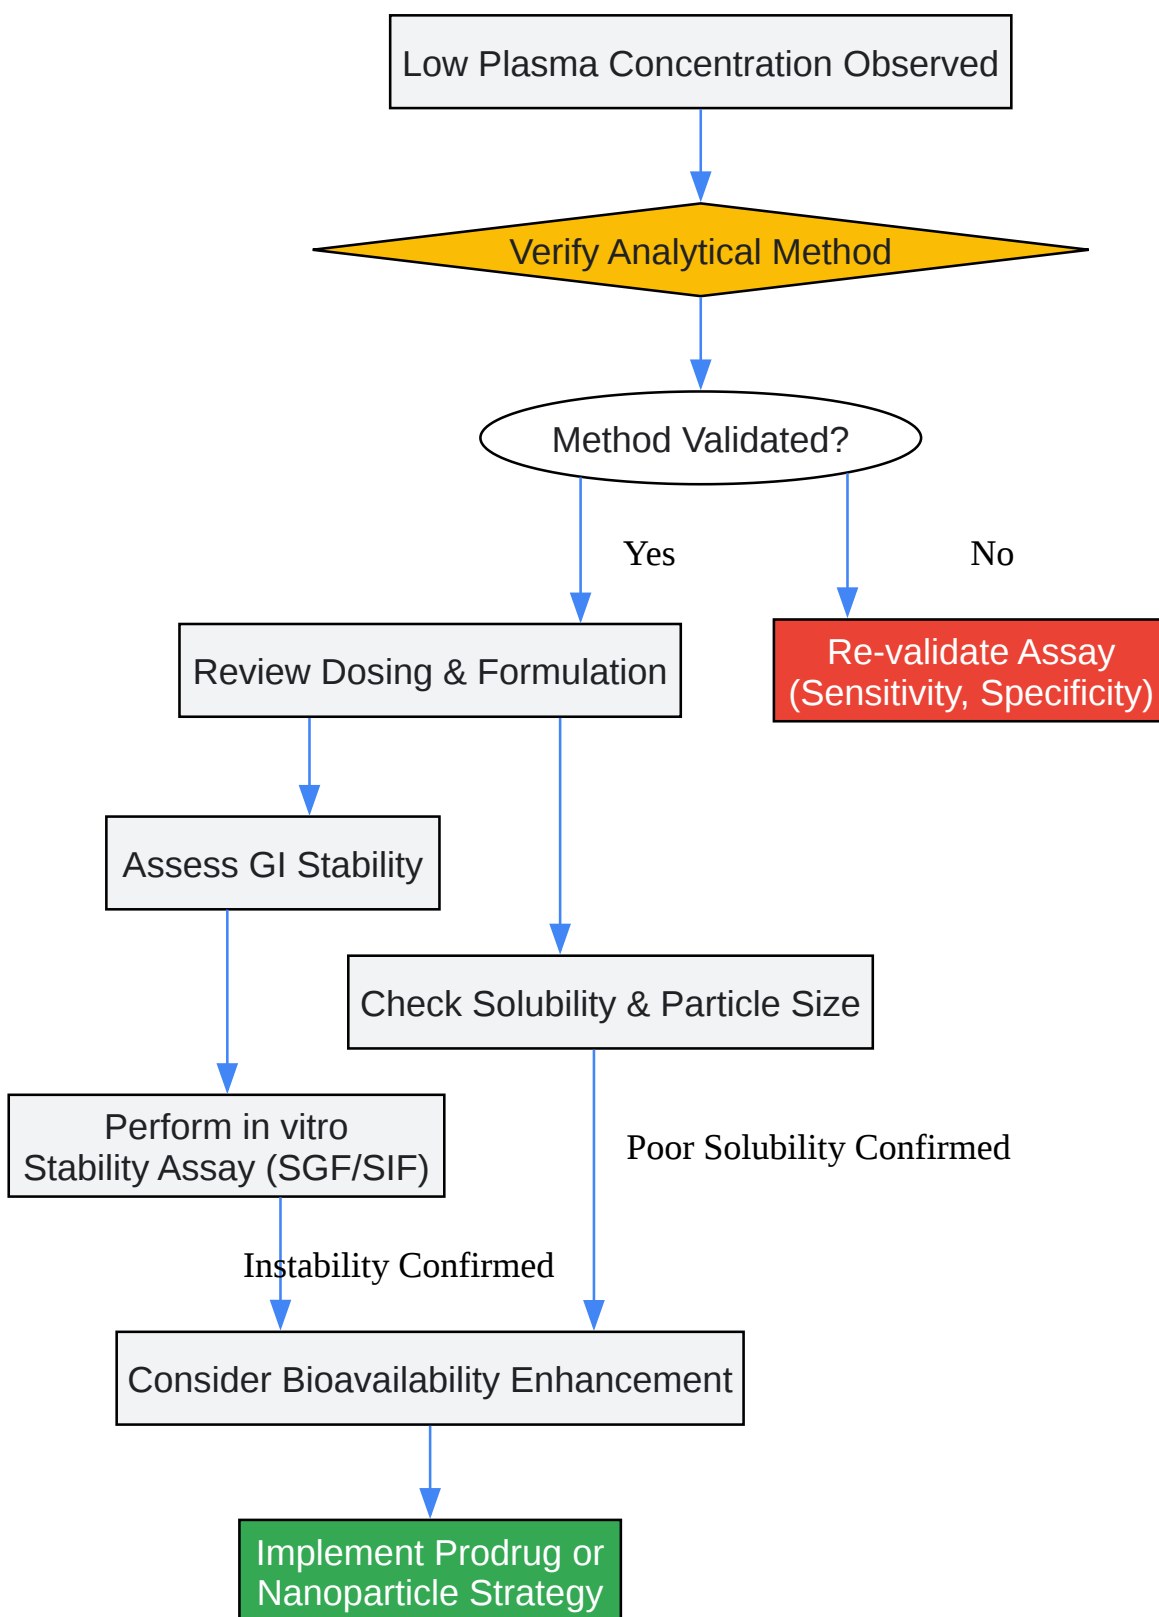 Low Plasma Concentration Observed
Verify Analytical Method
Method Validated?
Yes
No
Re-validate Assay
(Sensitivity, Specificity)
Review Dosing & Formulation
Assess GI Stability
Check Solubility & Particle Size
Perform in vitro
Stability Assay (SGF/SIF)
Poor Solubility Confirmed
Instability Confirmed
Consider Bioavailability Enhancement
Implement Prodrug or
Nanoparticle Strategy